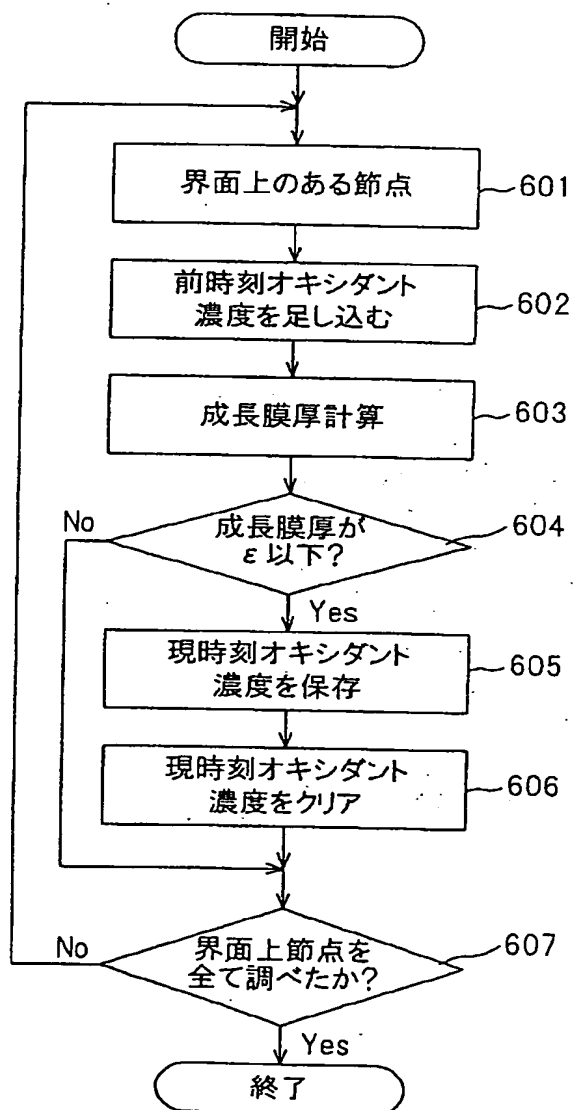 開始
界面上のある節点
601
前時刻オキシダント
濃度を足し込む
602
成長膜厚計算
603
No
成長膜厚が
ε以下?
604
Yes
現時刻オキシダント
濃度を保存
605
現時刻オキシダント
濃度をクリア
606
No
界面上節点を
全て調べたか?
607
Yes
終了